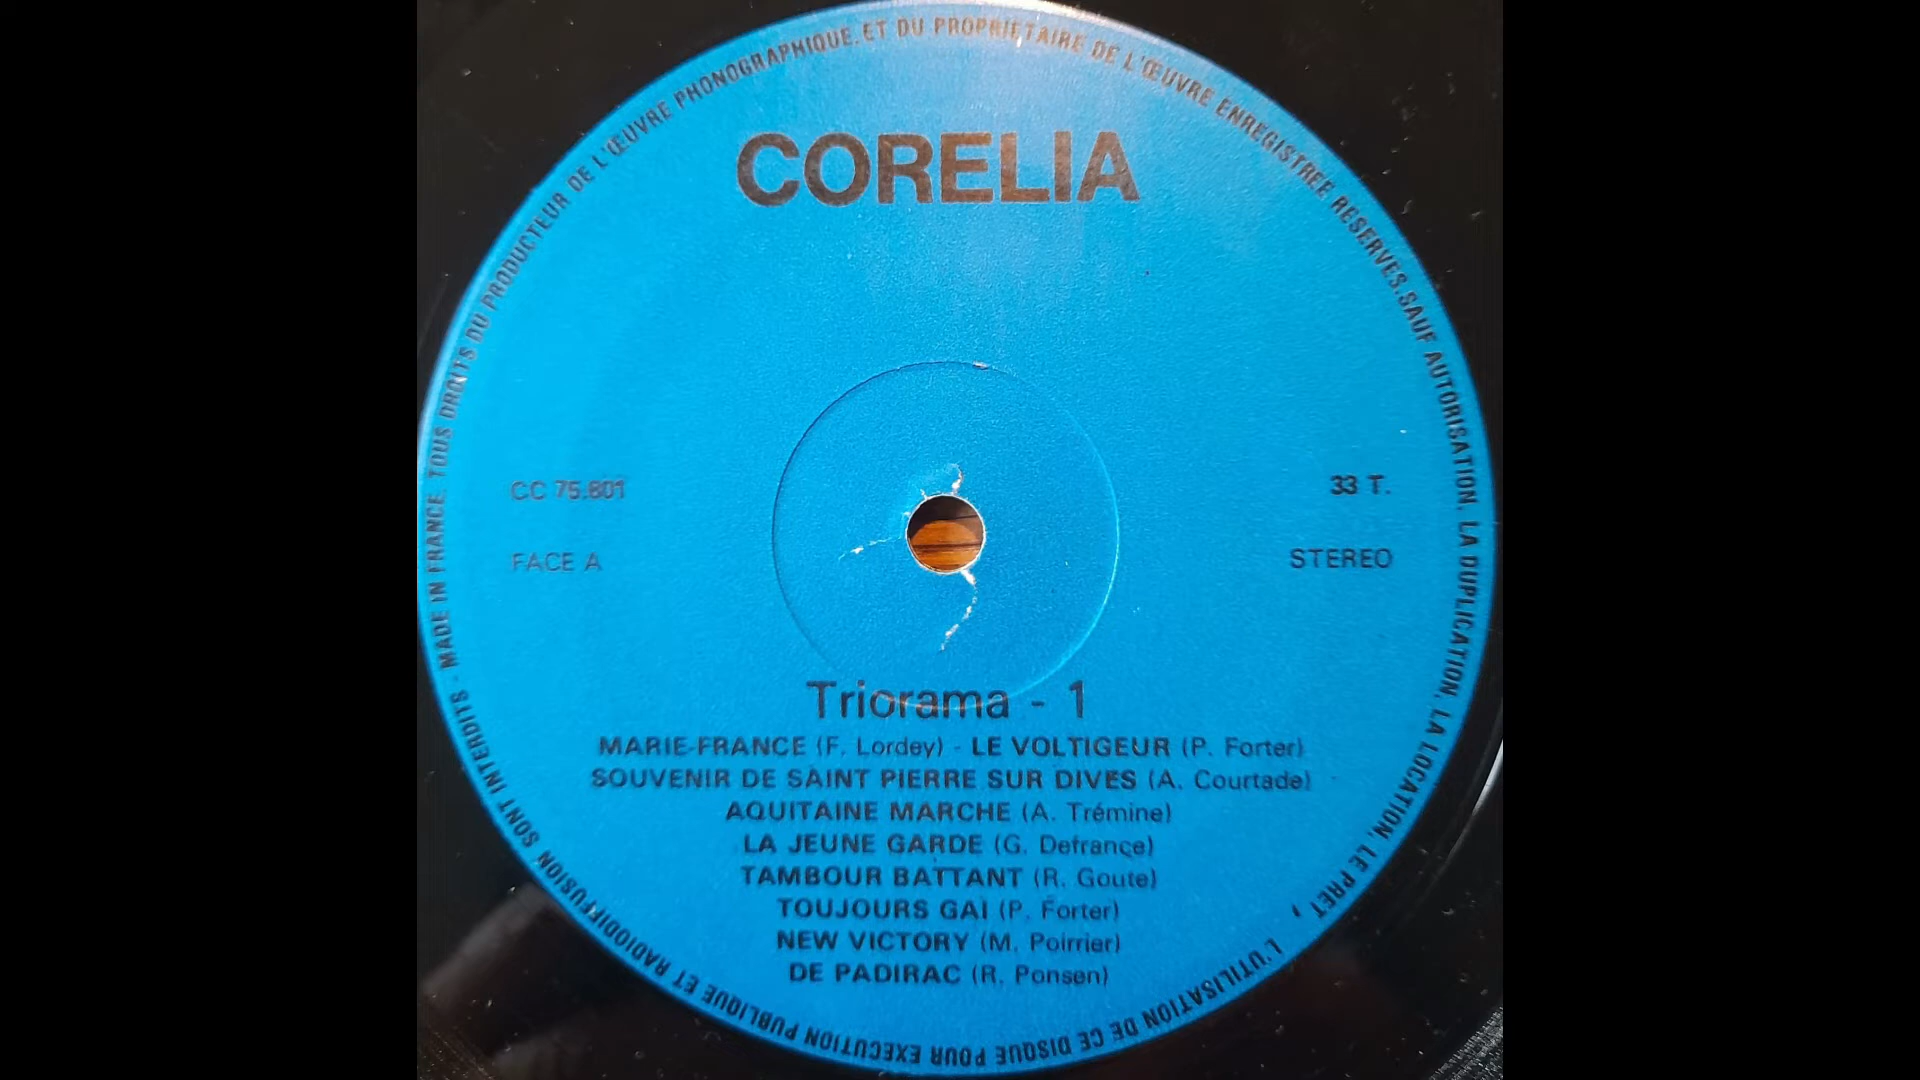 MADE IN FRANCE. TOUS DROITS DU PRODUCTEUR DE L'ŒUVRE PHONOGRAPHIQUE.ET DU PROPRIETAIRE DE L'ŒUVRE ENREGISTREE RESERVES.SAUF AUTORISATION. LA DUPLICATION, LA LOCATION, LE PRET, L'UTILISATION DE CE DISQUE POUR EXECUTION PUBLIQUE ET RADIODIFFUSION SONT INTERDITS -
CORELIA
CC 75.801 33 T.
FACE A STEREO
Triorama - 1
MARIE-FRANCE (F. Lordey) - LE VOLTIGEUR (P. Forter)
SOUVENIR DE SAINT PIERRE SUR DIVES (A. Courtade)
AQUITAINE MARCHE (A. Trémine)
LA JEUNE GARDE (G. Defrance)
TAMBOUR BATTANT (R. Goute)
TOUJOURS GAI (P. Forter)
NEW VICTORY (M. Poirrier)
DE PADIRAC (R. Ponsen)